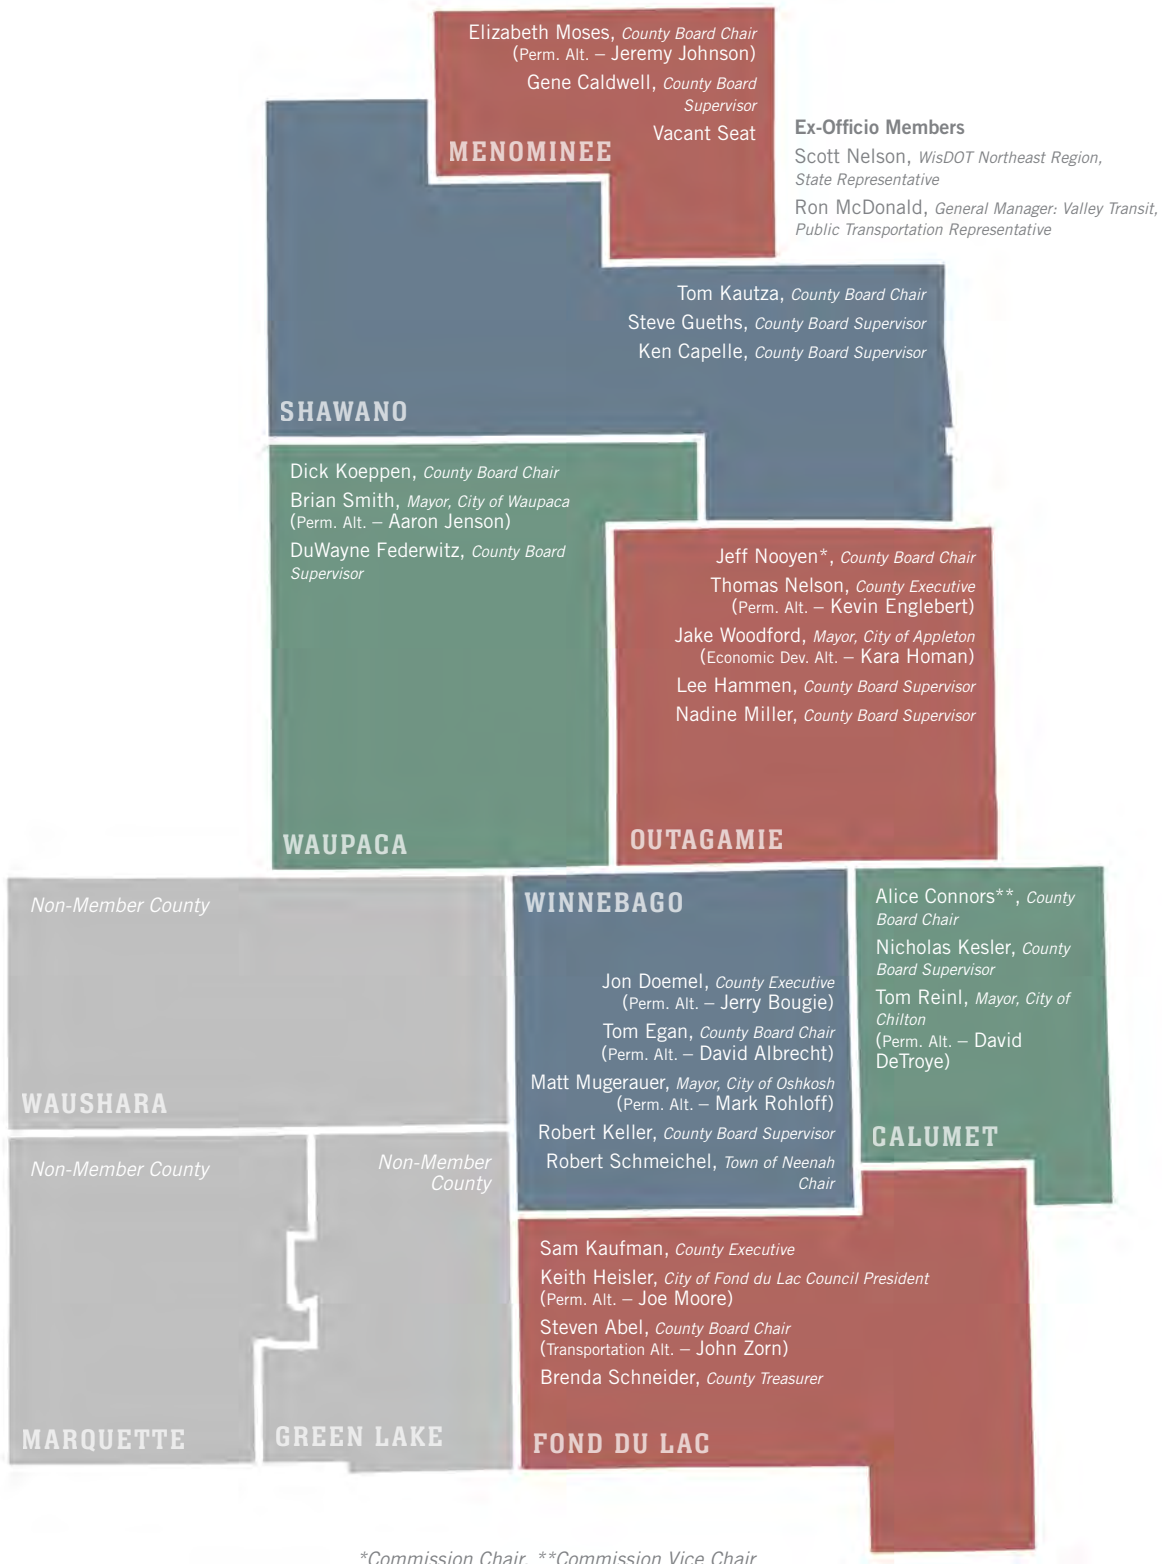 Elizabeth Moses, County Board Chair
(Perm. Alt. – Jeremy Johnson)
Gene Caldwell, County Board
Supervisor
Vacant Seat
MENOMINEE
Ex-Officio Members
Scott Nelson, WisDOT Northeast Region,
State Representative
Ron McDonald, General Manager: Valley Transit,
Public Transportation Representative
Tom Kautza, County Board Chair
Steve Gueths, County Board Supervisor
Ken Capelle, County Board Supervisor
SHAWANO
Dick Koeppen, County Board Chair
Brian Smith, Mayor, City of Waupaca
(Perm. Alt. – Aaron Jenson)
DuWayne Federwitz, County Board
Supervisor
WAUPACA
Jeff Nooyen*, County Board Chair
Thomas Nelson, County Executive
(Perm. Alt. – Kevin Englebert)
Jake Woodford, Mayor, City of Appleton
(Economic Dev. Alt. – Kara Homan)
Lee Hammen, County Board Supervisor
Nadine Miller, County Board Supervisor
OUTAGAMIE
Non-Member County
WAUSHARA
WINNEBAGO
Jon Doemel, County Executive
(Perm. Alt. – Jerry Bougie)
Tom Egan, County Board Chair
(Perm. Alt. – David Albrecht)
Matt Mugerauer, Mayor, City of Oshkosh
(Perm. Alt. – Mark Rohloff)
Robert Keller, County Board Supervisor
Robert Schmeichel, Town of Neenah
Chair
Alice Connors**, County
Board Chair
Nicholas Kesler, County
Board Supervisor
Tom Reinl, Mayor, City of
Chilton
(Perm. Alt. – David
DeTroye)
CALUMET
Non-Member County
MARQUETTE
Non-Member
County
GREEN LAKE
Sam Kaufman, County Executive
Keith Heisler, City of Fond du Lac Council President
(Perm. Alt. – Joe Moore)
Steven Abel, County Board Chair
(Transportation Alt. – John Zorn)
Brenda Schneider, County Treasurer
FOND DU LAC
*Commission Chair, **Commission Vice Chair